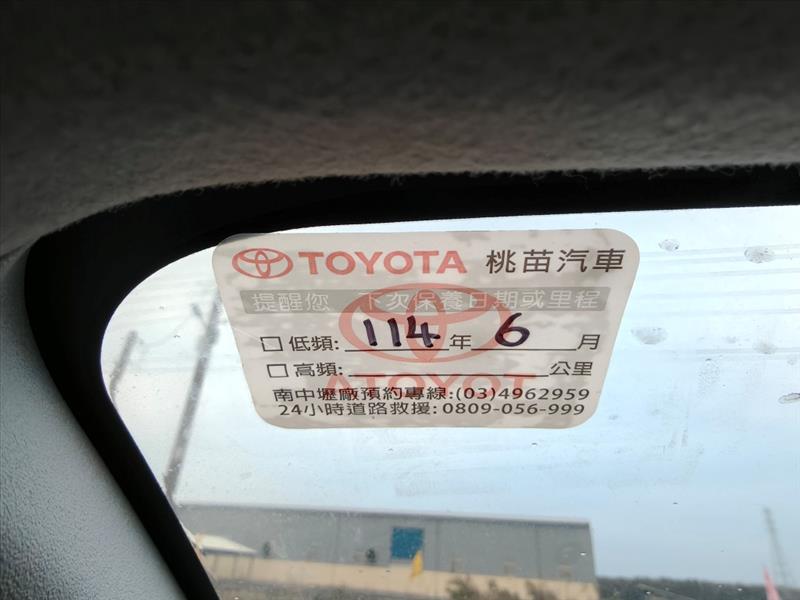 TOYOTA 桃苗汽車
提醒您 下次保養日期或里程
□低頻: 114 年 6 月
□高頻: 公里
南中壢廠預約專線:(03)4962959
24小時道路救援:0809-056-999